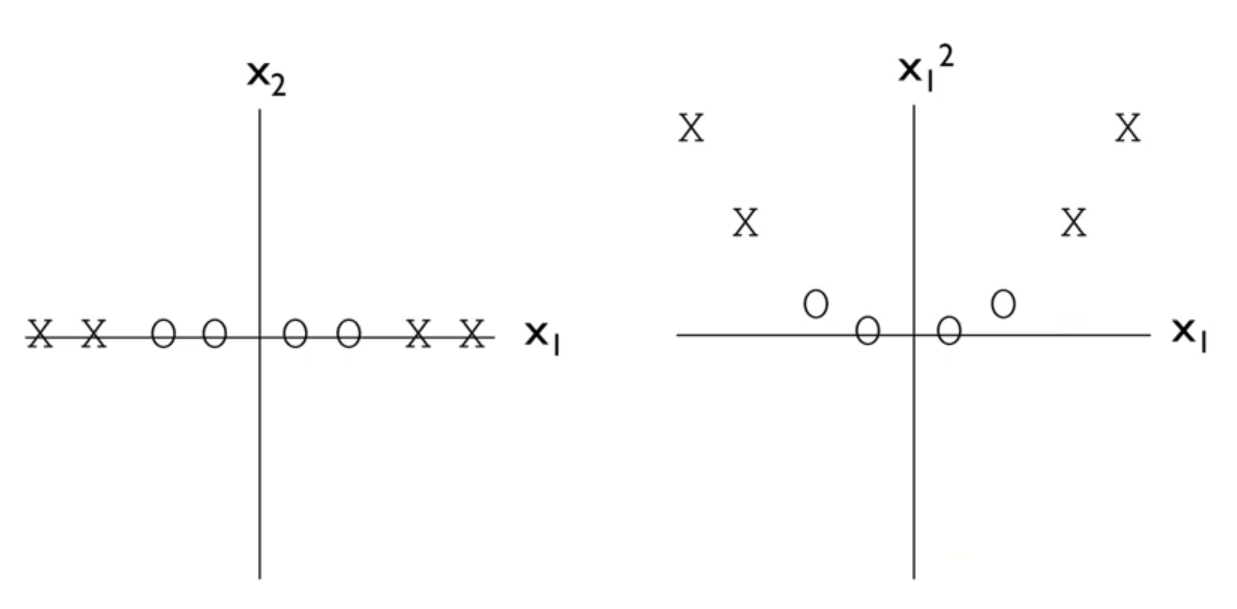 x₂
x₁²
X X
X X
O O
X X O O O O X X x₁
O O x₁